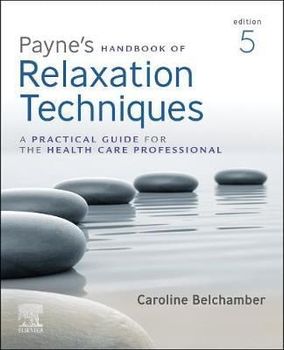 edition
5
Payne's HANDBOOK OF
Relaxation
Techniques
A PRACTICAL GUIDE FOR
THE HEALTH CARE PROFESSIONAL
Caroline Belchamber
ELSEVIER